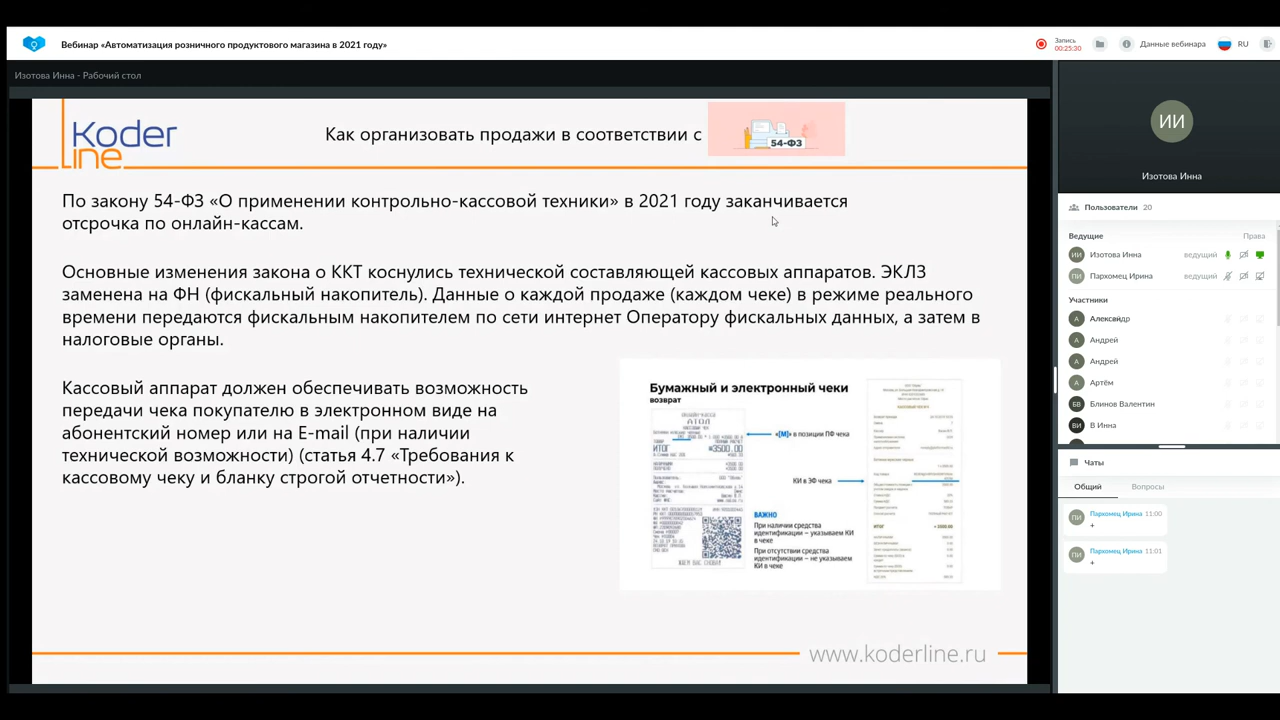 Вебинар «Автоматизация розничного продуктового магазина в 2021 году»
Запись
00:25:30
Данные вебинара
RU
Изотова Инна - Рабочий стол
Koder
line
Как организовать продажи в соответствии с
54-ФЗ
По закону 54-ФЗ «О применении контрольно-кассовой техники» в 2021 году заканчивается
отсрочка по онлайн-кассам.
Основные изменения закона о ККТ коснулись технической составляющей кассовых аппаратов. ЭКЛЗ
заменена на ФН (фискальный накопитель). Данные о каждой продаже (каждом чеке) в режиме реального
времени передаются фискальным накопителем по сети интернет Оператору фискальных данных, а затем в
налоговые органы.
Кассовый аппарат должен обеспечивать возможность
передачи чека покупателю в электронном виде на
абонентский номер или на E-mail (при наличии
технической возможности) (статья 4.7 «Требования к
кассовому чеку и бланку строгой отчетности»).
Бумажный и электронный чеки
возврат
АТОЛ
«[М]» в позиции ПФ чека
КИ в ЭФ чека
ВАЖНО
При наличии средства
идентификации – указываем КИ
в чеке
При отсутствии средства
идентификации – не указываем
КИ в чеке
ИТОГ
www.koderline.ru
ИИ
Изотова Инна
Пользователи 20
Ведущие Права
ИИ Изотова Инна ведущий
ПИ Пархомец Ирина ведущий
Участники
А Александр
А Андрей
А Андрей
А Артём
БВ Блинов Валентин
ВИ В Инна
Чаты
Общий Вопросы
ПИ Пархомец Ирина 11:00
+
ПИ Пархомец Ирина 11:01
+